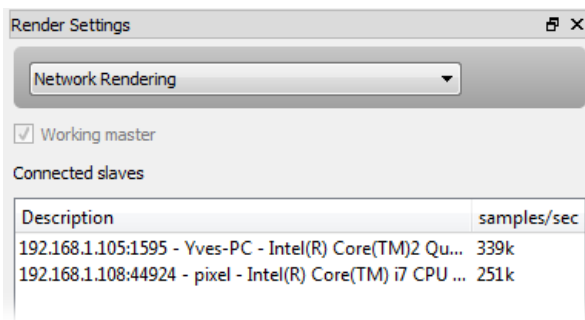 Render Settings
Network Rendering
Working master
Connected slaves
Description samples/sec
192.168.1.105:1595 - Yves-PC - Intel(R) Core(TM)2 Qu... 339k
192.168.1.108:44924 - pixel - Intel(R) Core(TM) i7 CPU ... 251k